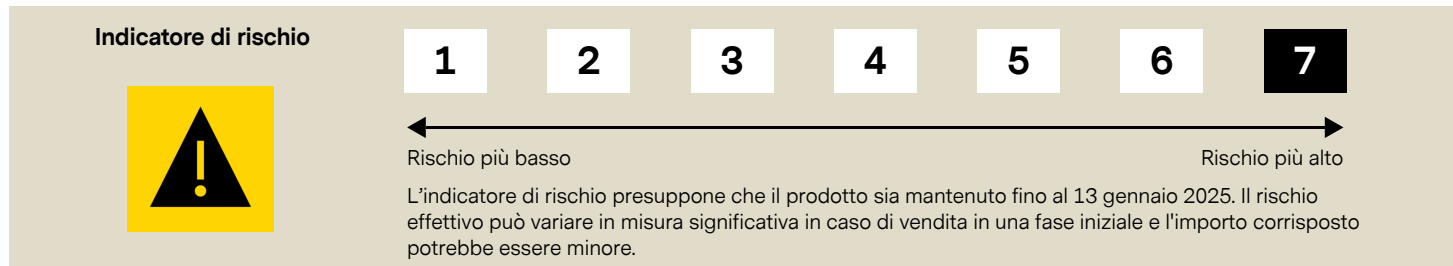 Indicatore di rischio
1 2 3 4 5 6 7
!
Rischio più basso Rischio più alto
L’indicatore di rischio presuppone che il prodotto sia mantenuto fino al 13 gennaio 2025. Il rischio
effettivo può variare in misura significativa in caso di vendita in una fase iniziale e l'importo corrisposto
potrebbe essere minore.